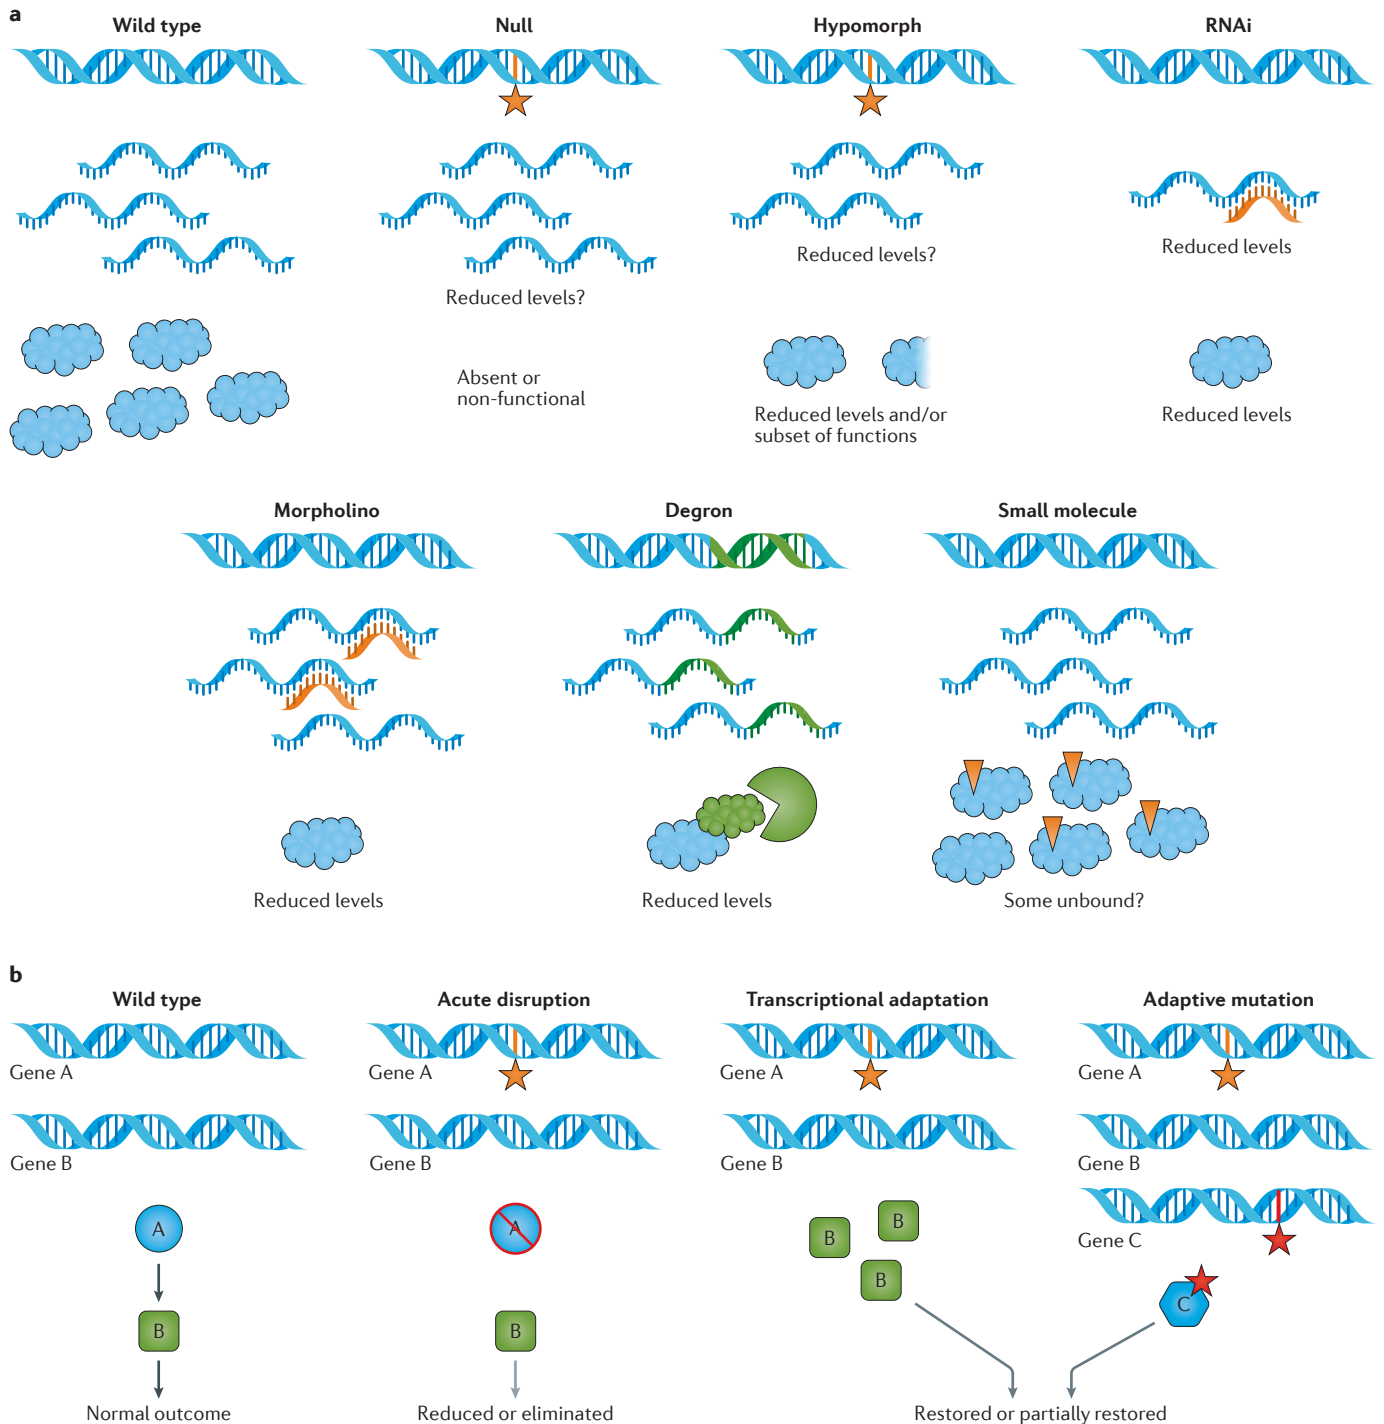 a
Wild type
Null
Hypomorph
RNAi
Reduced levels?
Reduced levels?
Reduced levels
Absent or
non-functional
Reduced levels and/or
subset of functions
Reduced levels
Morpholino
Degron
Small molecule
Reduced levels
Reduced levels
Some unbound?
b
Wild type
Acute disruption
Transcriptional adaptation
Adaptive mutation
Gene A
Gene A
Gene A
Gene A
Gene B
Gene B
Gene B
Gene B
Gene C
A
A
B
B
B
C
B
B
Normal outcome
Reduced or eliminated
Restored or partially restored